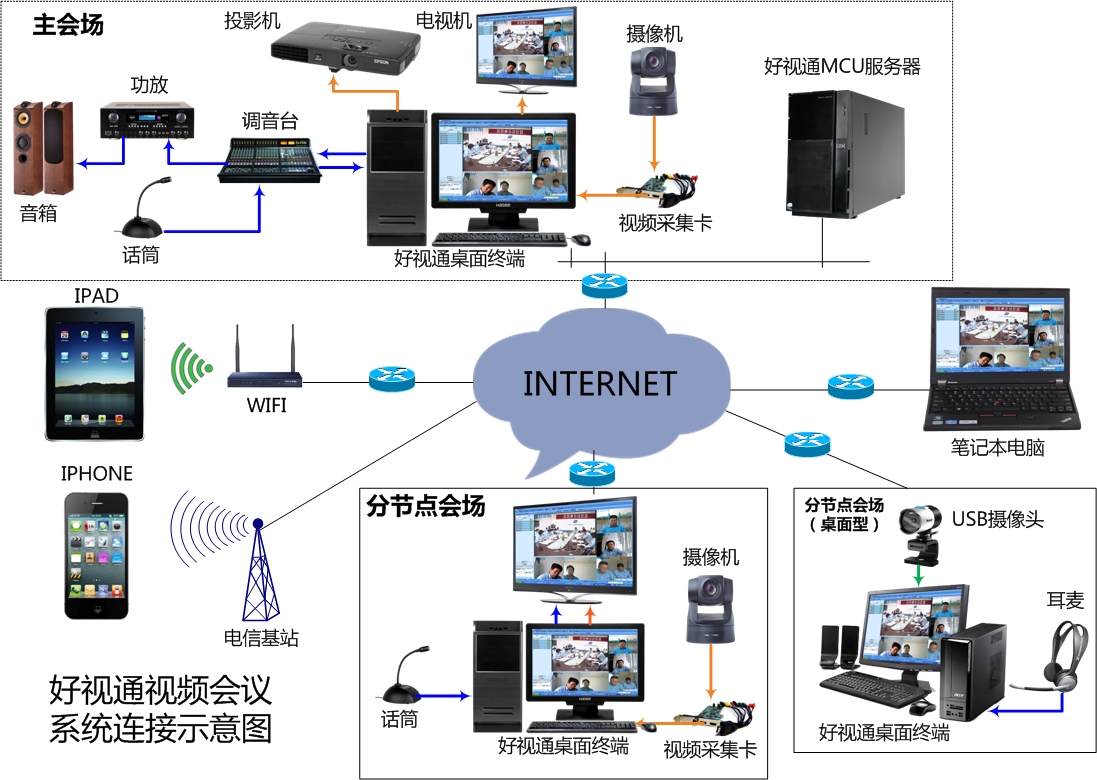 主会场
投影机
电视机
摄像机
好视通MCU服务器
功放
调音台
EPSON
音箱
话筒
HASEE
视频采集卡
好视通桌面终端
IPAD
WIFI
INTERNET
笔记本电脑
IPHONE
电信基站
分节点会场
摄像机
话筒
好视通桌面终端
视频采集卡
分节点会场
（桌面型）
USB摄像头
耳麦
好视通桌面终端
好视通视频会议
系统连接示意图